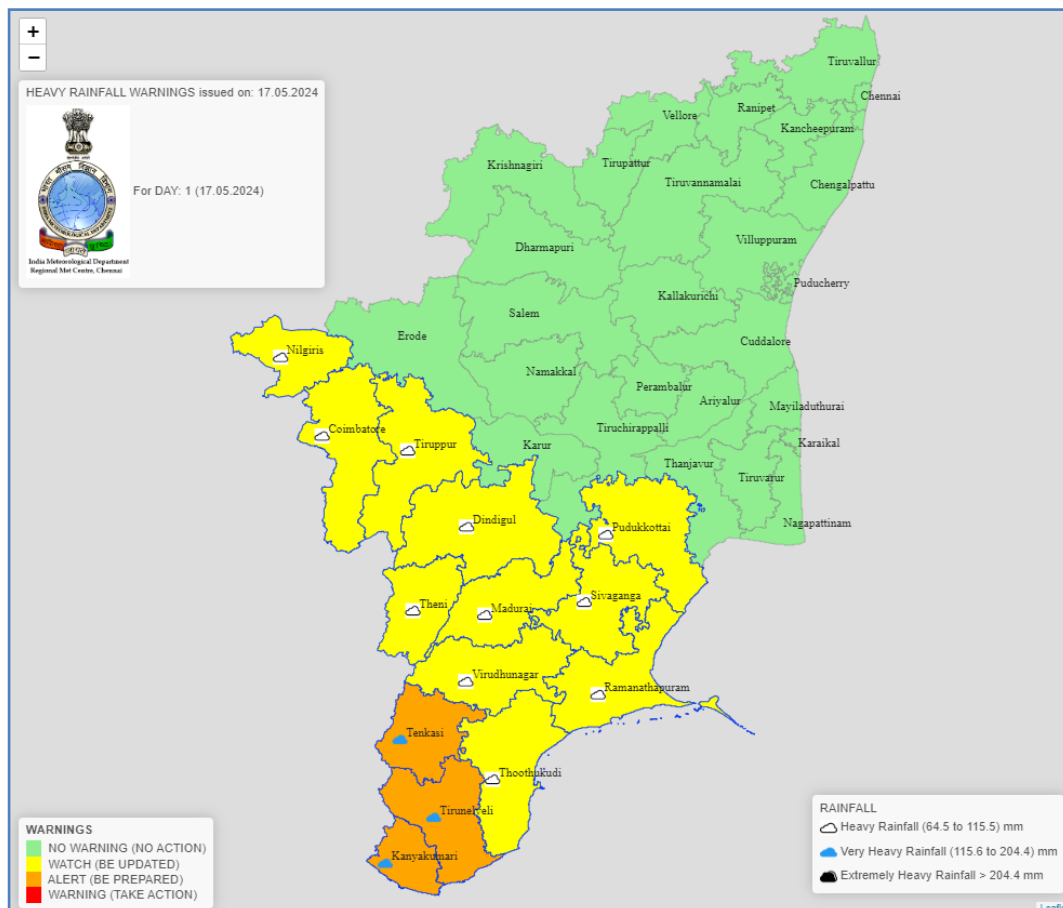 +
−
HEAVY RAINFALL WARNINGS issued on: 17.05.2024
For DAY: 1 (17.05.2024)
India Meteorological Department
Regional Met Centre, Chennai
Tiruvallur
Chennai
Ranipet
Vellore
Kancheepuram
Krishnagiri
Tirupattur
Tiruvannamalai
Chengalpattu
Dharmapuri
Villuppuram
Puducherry
Kallakurichi
Salem
Erode
Cuddalore
Nilgiris
Namakkal
Perambalur
Ariyalur
Mayiladuthurai
Coimbatore
Tiruppur
Tiruchirappalli
Karur
Karaikal
Thanjavur
Tiruvarur
Dindigul
Pudukkottai
Nagapattinam
Theni
Madurai
Sivaganga
Virudhunagar
Ramanathapuram
Tenkasi
Thoothukudi
Tirunelveli
Kanyakumari
WARNINGS
NO WARNING (NO ACTION)
WATCH (BE UPDATED)
ALERT (BE PREPARED)
WARNING (TAKE ACTION)
RAINFALL
Heavy Rainfall (64.5 to 115.5) mm
Very Heavy Rainfall (115.6 to 204.4) mm
Extremely Heavy Rainfall > 204.4 mm